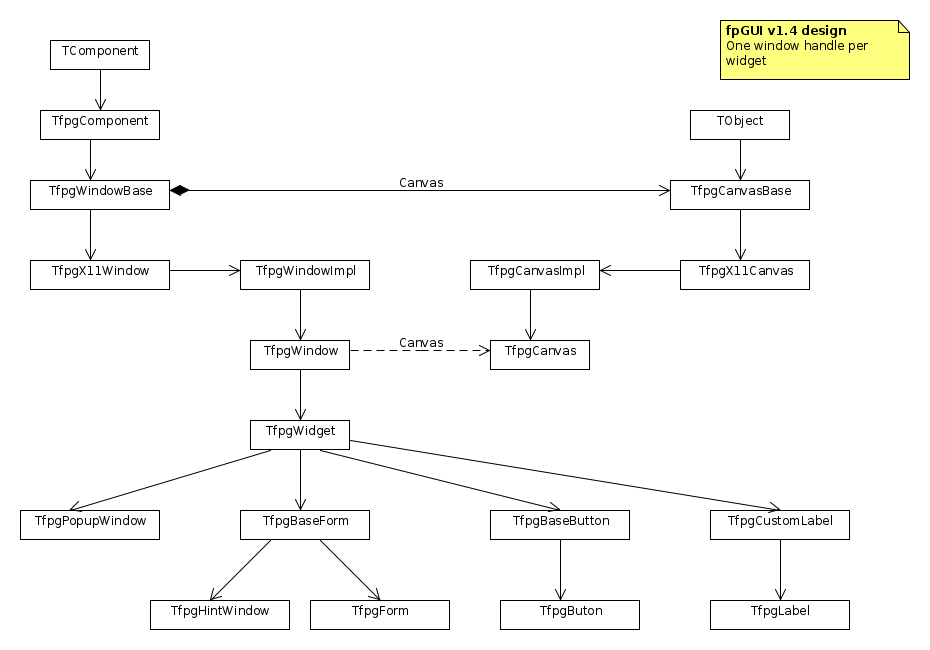 fpGUI v1.4 design
One window handle per
widget
TComponent
TfpgComponent
TObject
TfpgWindowBase
Canvas
TfpgCanvasBase
TfpgX11Window
TfpgWindowImpl
TfpgCanvasImpl
TfpgX11Canvas
TfpgWindow
Canvas
TfpgCanvas
TfpgWidget
TfpgPopupWindow
TfpgBaseForm
TfpgBaseButton
TfpgCustomLabel
TfpgHintWindow
TfpgForm
TfpgButon
TfpgLabel